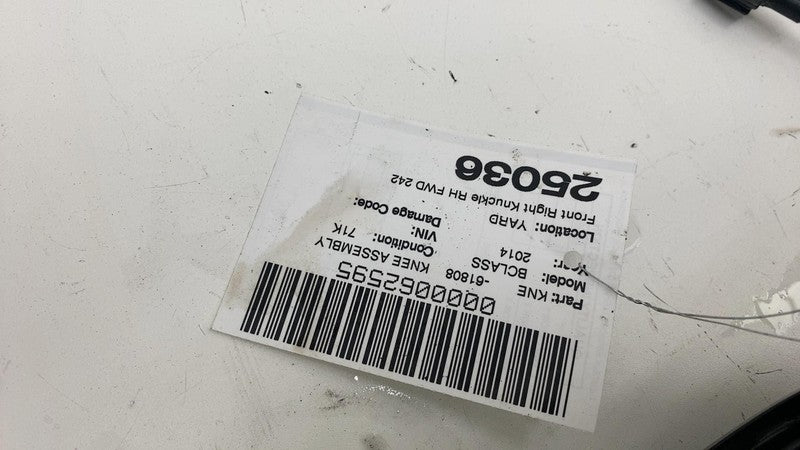 0000062595
Part: KNE -61808 KNEE ASSEMBLY
Model: BCLASS
Year: 2014 Condition: 71K
VIN:
Location: YARD Damage Code:
Front Right Knuckle RH FWD 242
25036